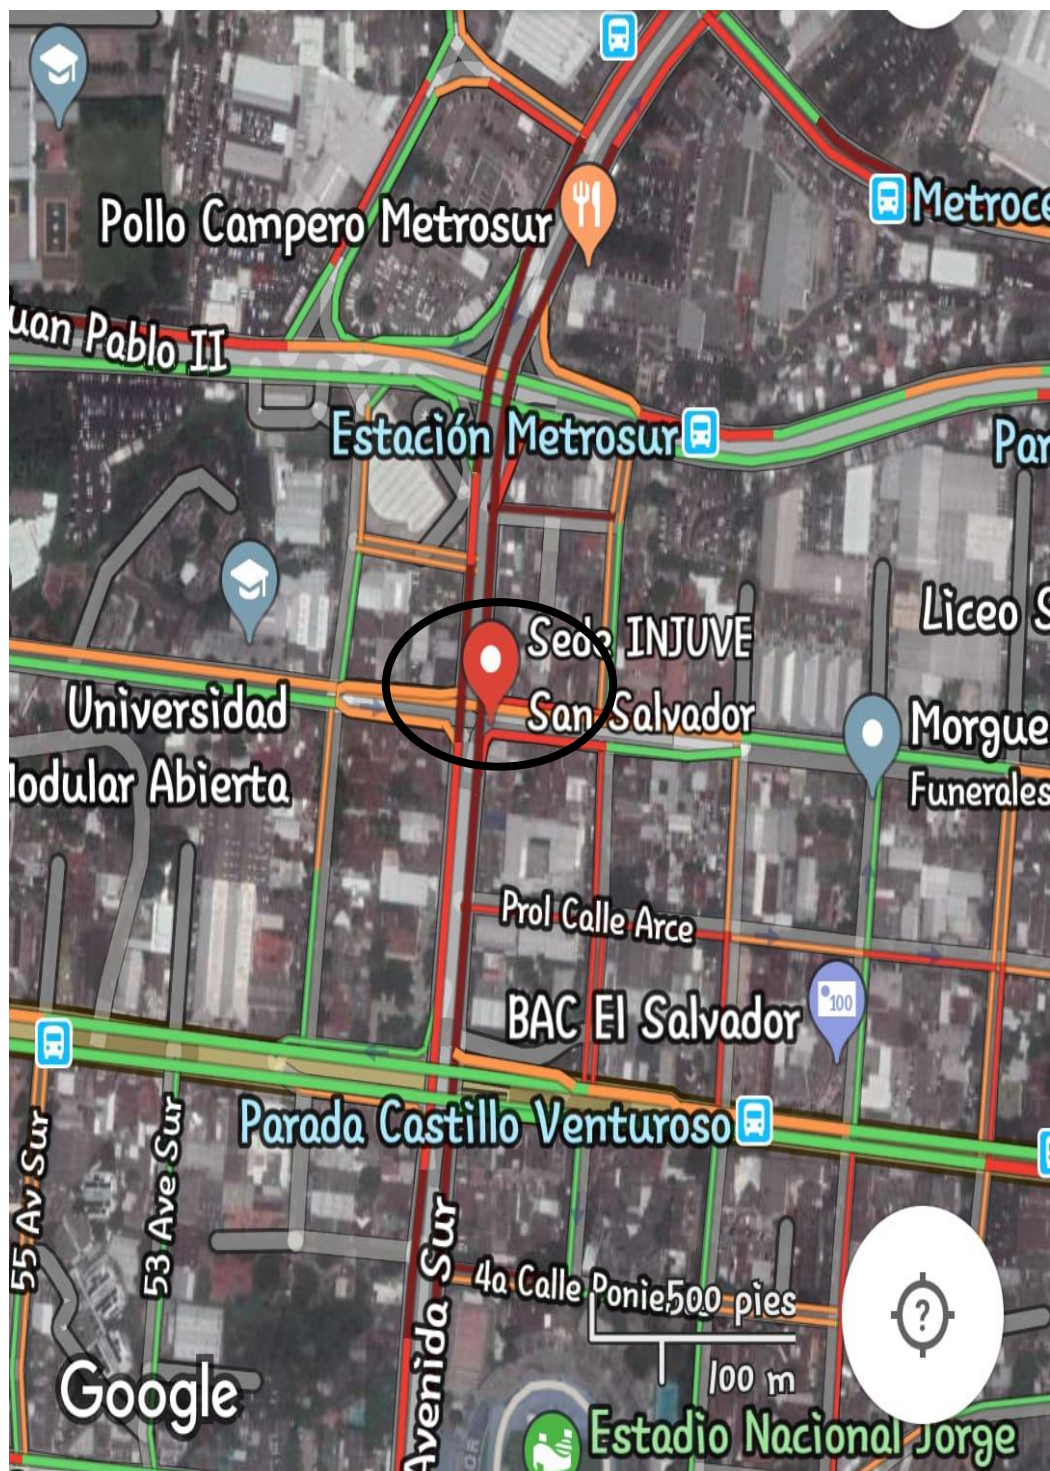 Pollo Campero Metrosur
Metroce
uan Pablo II
Estación Metrosur
Par
Liceo S
Sede INJUVE
San Salvador
Universidad
Modular Abierta
Morgue
Funerales
Prol Calle Arce
100
BAC El Salvador
Parada Castillo Venturoso
55 Av Sur
53 Ave Sur
Avenida Sur
4a Calle Ponie
500 pies
100 m
?
Google
Estadio Nacional Jorge